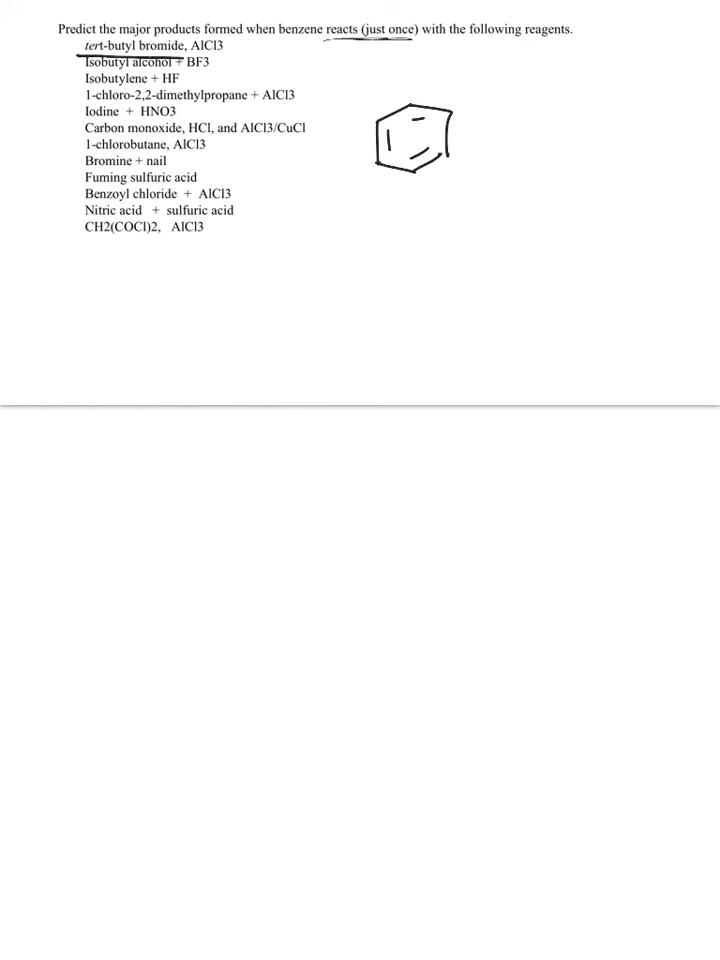 Predict the major products formed when benzene reacts (just once) with the following reagents.
tert-butyl bromide, AlCl3
Isobutyl alcohol + BF3
Isobutylene + HF
1-chloro-2,2-dimethylpropane + AlCl3
Iodine + HNO3
Carbon monoxide, HCl, and AlCl3/CuCl
1-chlorobutane, AlCl3
Bromine + nail
Fuming sulfuric acid
Benzoyl chloride + AlCl3
Nitric acid + sulfuric acid
CH2(COCl)2, AlCl3